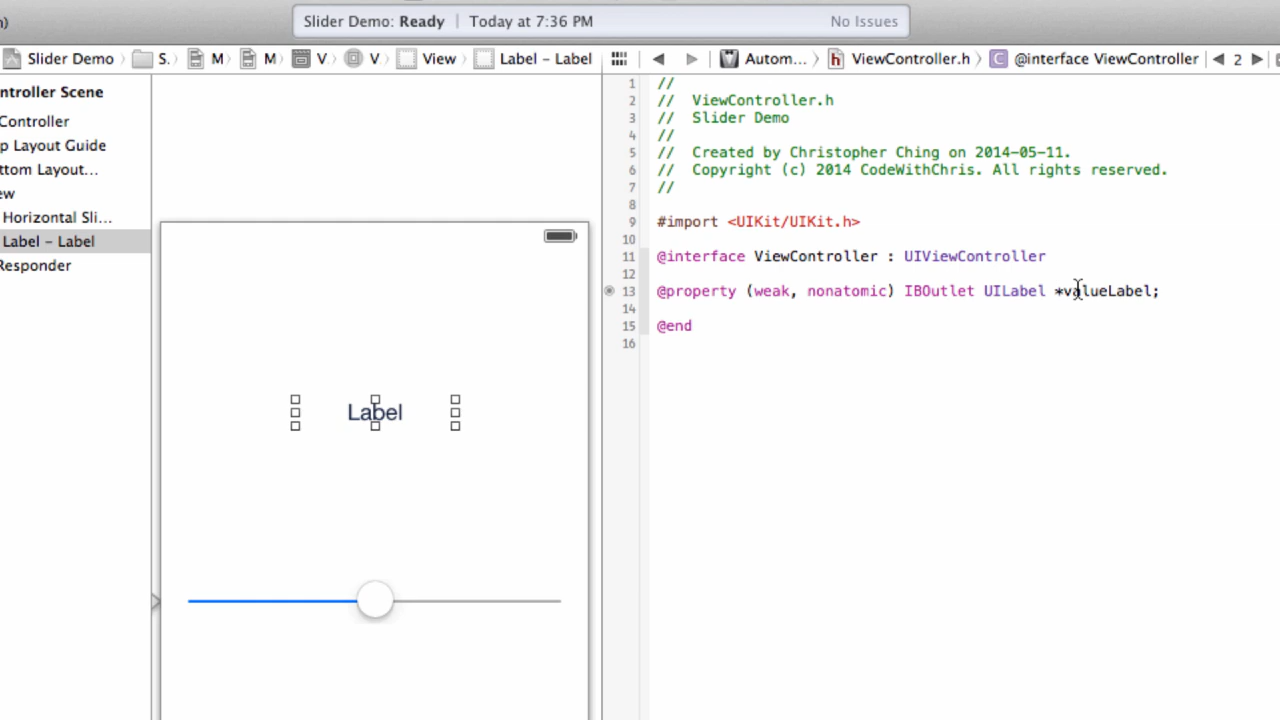 n)
Slider Demo: Ready | Today at 7:36 PM No Issues
Slider Demo S. M M V V. View Label – Label
Autom... ViewController.h @interface ViewController 2
ntroller Scene
Controller
p Layout Guide
ttom Layout...
ew
Horizontal Sli...
Label – Label
Responder
Label
1 //
2 // ViewController.h
3 // Slider Demo
4 //
5 // Created by Christopher Ching on 2014-05-11.
6 // Copyright (c) 2014 CodeWithChris. All rights reserved.
7 //
8
9 #import <UIKit/UIKit.h>
10
11 @interface ViewController : UIViewController
12
13 @property (weak, nonatomic) IBOutlet UILabel *valueLabel;
14
15 @end
16